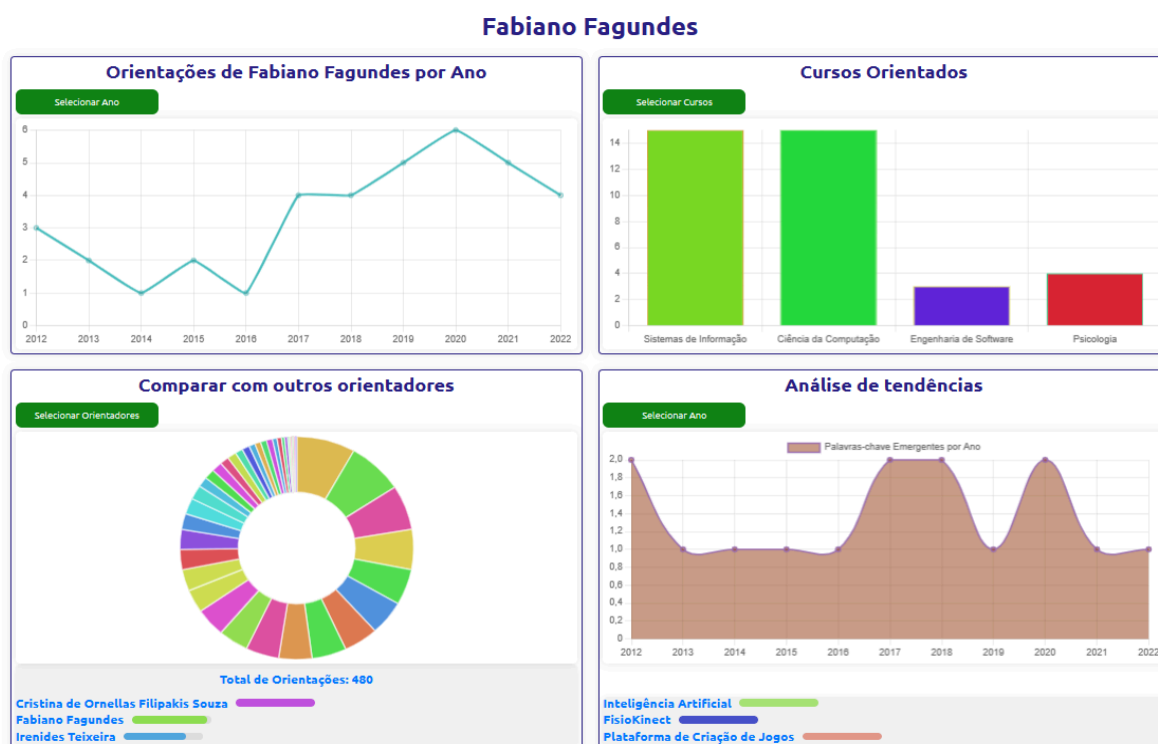 Fabiano Fagundes
Orientações de Fabiano Fagundes por Ano
Selecionar Ano
6
5
4
3
2
1
0
2012 2013 2014 2015 2016 2017 2018 2019 2020 2021 2022
Cursos Orientados
Selecionar Cursos
14
12
10
8
6
4
2
0
Sistemas de Informação Ciência da Computação Engenharia de Software Psicologia
Comparar com outros orientadores
Selecionar Orientadores
Total de Orientações: 480
Cristina de Ornellas Filipakis Souza
Fabiano Fagundes
Irenides Teixeira
Análise de tendências
Selecionar Ano
Palavras-chave Emergentes por Ano
2,0
1,8
1,6
1,4
1,2
1,0
0,8
0,6
0,4
0,2
0
2012 2013 2014 2015 2016 2017 2018 2019 2020 2021 2022
Inteligência Artificial
FisioKinect
Plataforma de Criação de Jogos